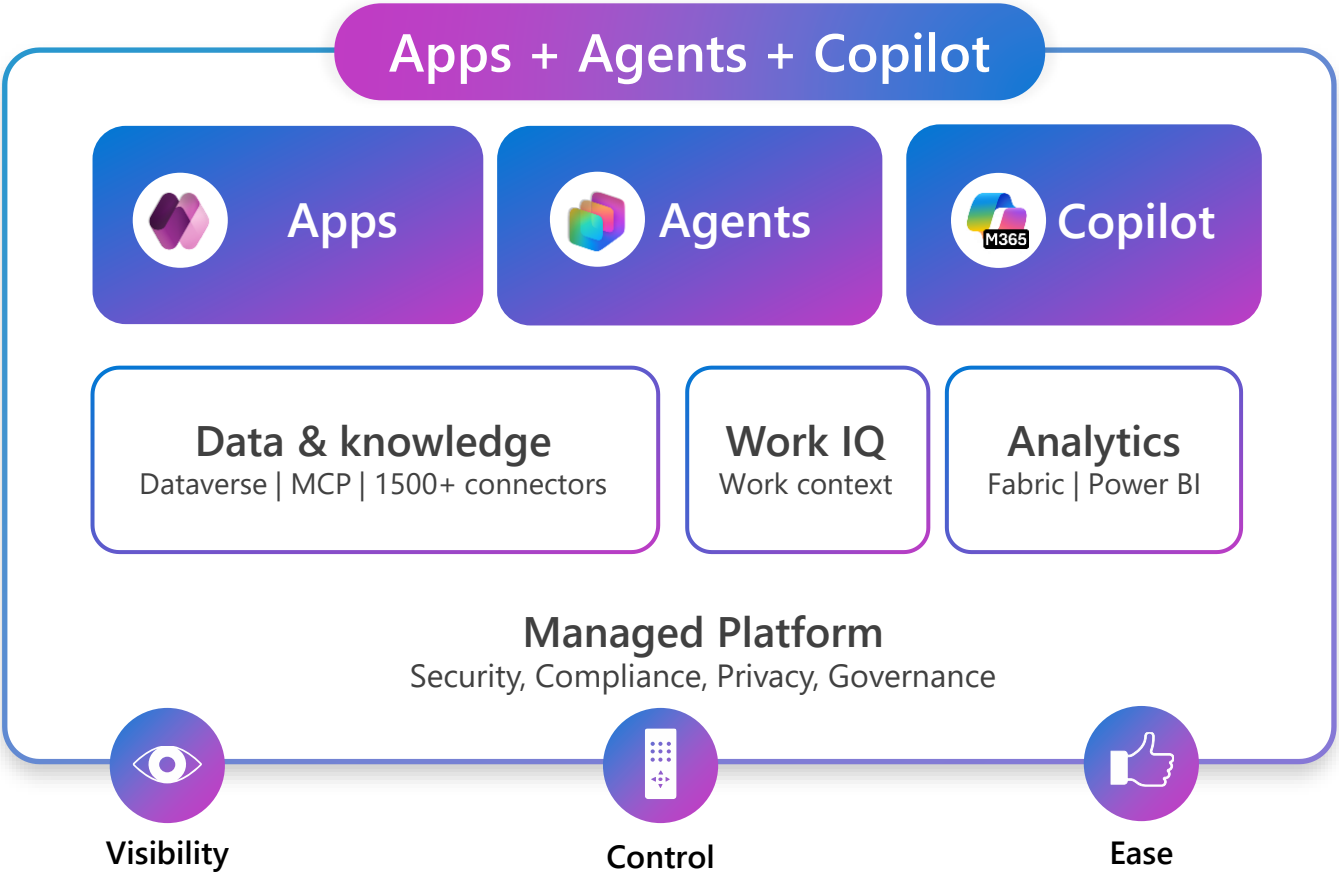 Apps + Agents + Copilot
Apps
Agents
M365
Copilot
Data & knowledge
Dataverse | MCP | 1500+ connectors
Work IQ
Work context
Analytics
Fabric | Power BI
Managed Platform
Security, Compliance, Privacy, Governance
Visibility
Control
Ease